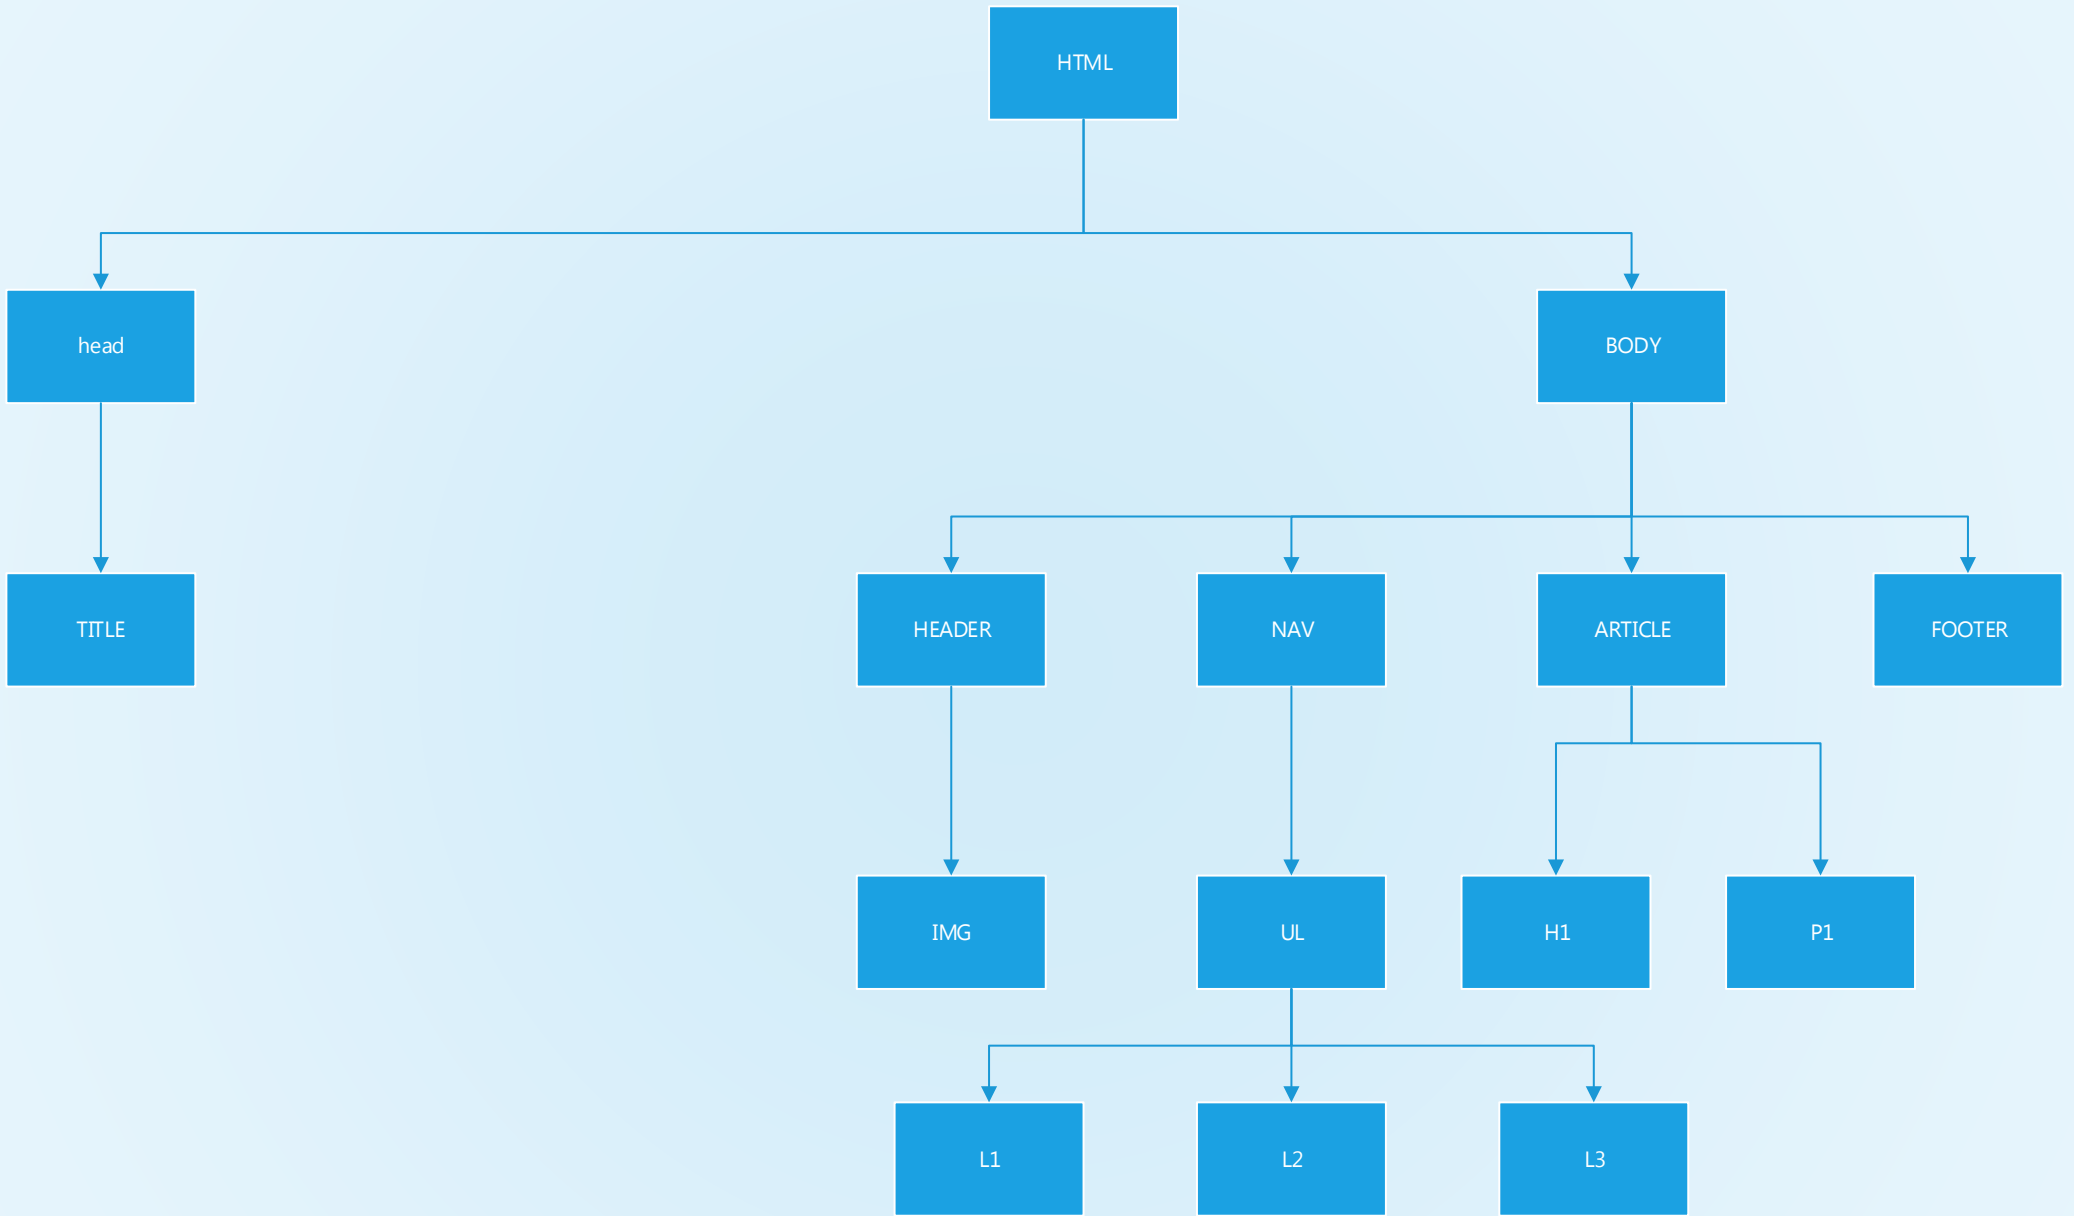 HTML
head
BODY
TITLE
HEADER
NAV
ARTICLE
FOOTER
IMG
UL
H1
P1
L1
L2
L3